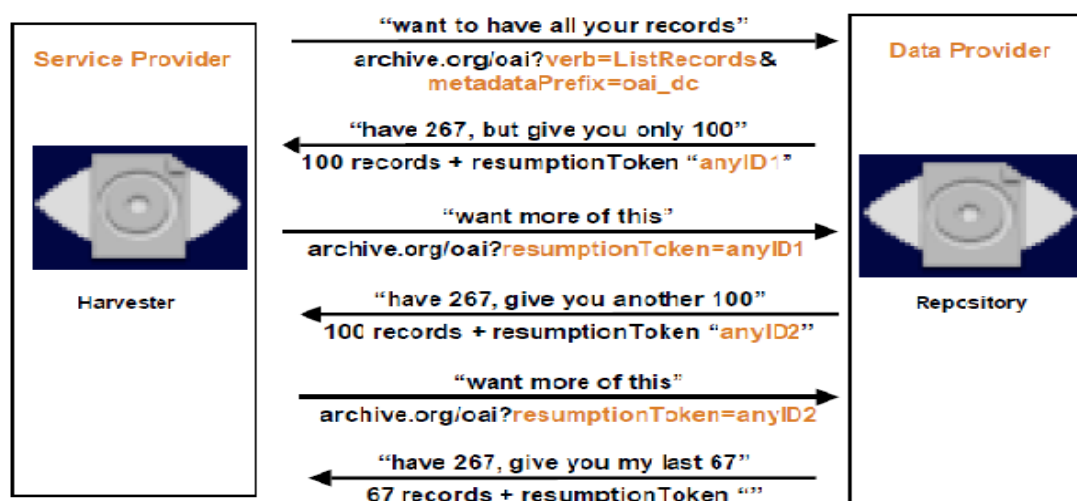 Service Provider
Harvester
“want to have all your records”
archive.org/oai?verb=ListRecords&
metadataPrefix=oai_dc
“have 267, but give you only 100”
100 records + resumptionToken “anyID1”
“want more of this”
archive.org/oai?resumptionToken=anyID1
“have 267, give you another 100”
100 records + resumptionToken “anyID2”
“want more of this”
archive.org/oai?resumptionToken=anyID2
“have 267, give you my last 67”
67 records + resumptionToken “”
Data Provider
Repository